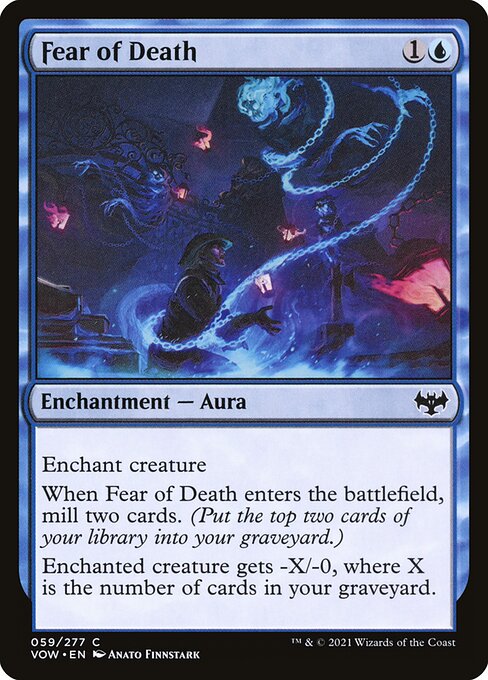 Fear of Death 1
Enchantment — Aura
Enchant creature
When Fear of Death enters the battlefield,
mill two cards. (Put the top two cards of
your library into your graveyard.)
Enchanted creature gets -X/-0, where X
is the number of cards in your graveyard.
059/277 C
VOW • EN ANATO FINNSTARK
™ & © 2021 Wizards of the Coast